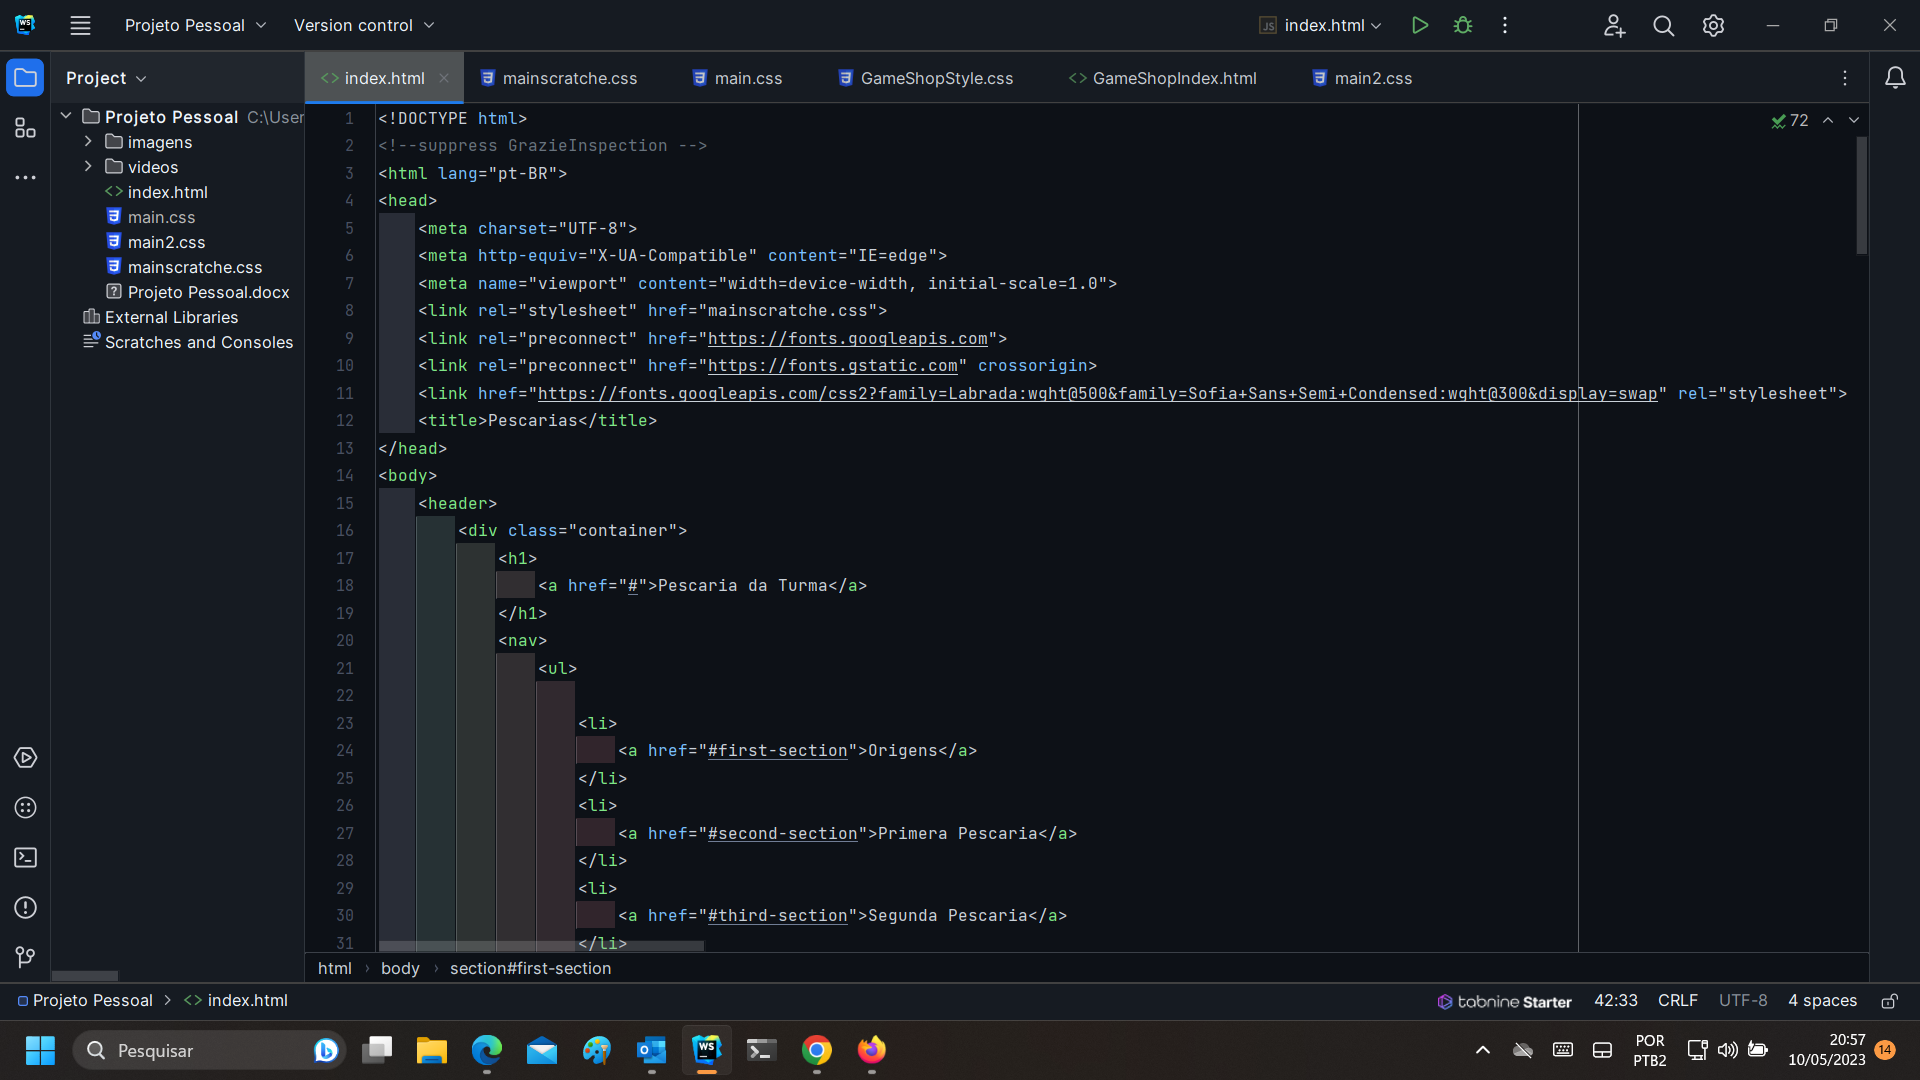 WS
Projeto Pessoal
Version control
JS index.html
Project
index.html
mainscratche.css
main.css
GameShopStyle.css
GameShopIndex.html
main2.css
Projeto Pessoal C:\User
imagens
videos
index.html
main.css
main2.css
mainscratche.css
Projeto Pessoal.docx
External Libraries
Scratches and Consoles
72
1 <!DOCTYPE html>
2 <!--suppress GrazieInspection -->
3 <html lang="pt-BR">
4 <head>
5 <meta charset="UTF-8">
6 <meta http-equiv="X-UA-Compatible" content="IE=edge">
7 <meta name="viewport" content="width=device-width, initial-scale=1.0">
8 <link rel="stylesheet" href="mainscratche.css">
9 <link rel="preconnect" href="https://fonts.googleapis.com">
10 <link rel="preconnect" href="https://fonts.gstatic.com" crossorigin>
11 <link href="https://fonts.googleapis.com/css2?family=Labrada:wght@500&family=Sofia+Sans+Semi+Condensed:wght@300&display=swap" rel="stylesheet">
12 <title>Pescarias</title>
13 </head>
14 <body>
15 <header>
16 <div class="container">
17 <h1>
18 <a href="#">Pescaria da Turma</a>
19 </h1>
20 <nav>
21 <ul>
22
23 <li>
24 <a href="#first-section">Origens</a>
25 </li>
26 <li>
27 <a href="#second-section">Primera Pescaria</a>
28 </li>
29 <li>
30 <a href="#third-section">Segunda Pescaria</a>
31 </li>
html › body › section#first-section
Projeto Pessoal > index.html
tabnine Starter 42:33 CRLF UTF-8 4 spaces
Pesquisar
WS
POR
PTB2
20:57
10/05/2023
14